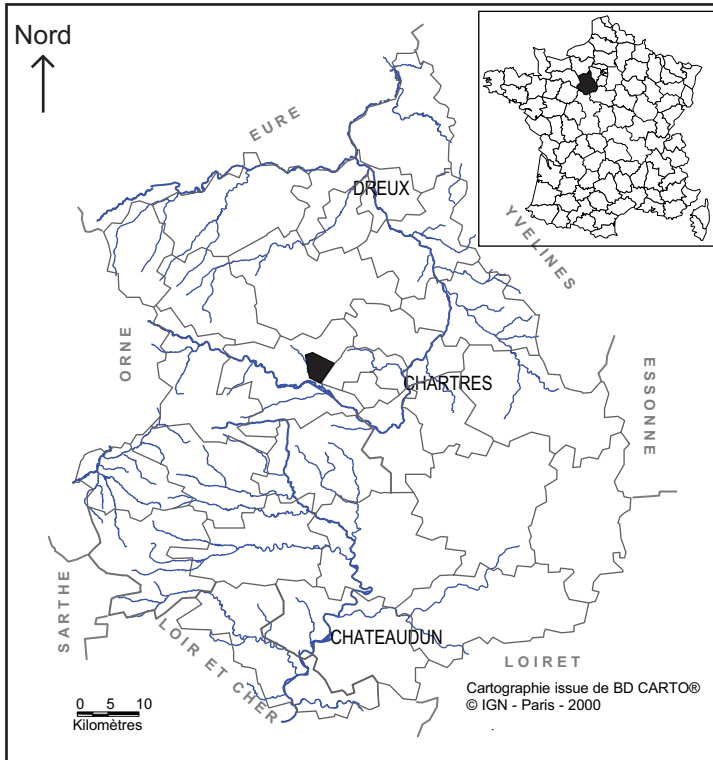 Nord
EURE
DREUX
YVELINES
ORNE
CHARTRES
ESSONNE
SARTHE
LOIR ET CHER
CHATEAUDUN
LOIRET
0 5 10
Kilomètres
Cartographie issue de BD CARTO®
© IGN - Paris - 2000